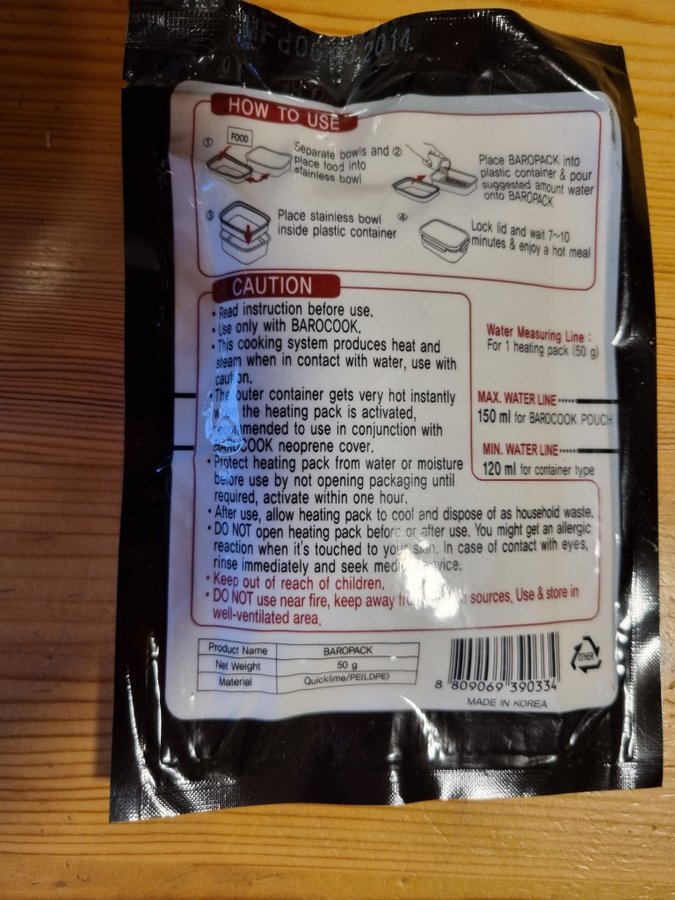 2014
HOW TO USE
①
FOOD
Separate bowls and
place food into
stainless bowl
②
Place BAROPACK into
plastic container & pour
suggested amount water
onto BAROPACK
③
Place stainless bowl
inside plastic container
④
Lock lid and wait 7~10
minutes & enjoy a hot meal
CAUTION
• Read instruction before use.
• Use only with BAROCOOK.
• This cooking system produces heat and
steam when in contact with water, use with
caution.
• The outer container gets very hot instantly
when the heating pack is activated,
recommended to use in conjunction with
BAROCOOK neoprene cover.
• Protect heating pack from water or moisture
before use by not opening packaging until
required, activate within one hour.
• After use, allow heating pack to cool and dispose of as household waste.
• DO NOT open heating pack before or after use. You might get an allergic
reaction when it's touched to your skin. In case of contact with eyes,
rinse immediately and seek
• Keep out of reach of children.
• DO NOT use near fire, keep away sources, Use & store in
well-ventilated area.
Water Measuring Line :
For 1 heating pack (50 g)
MAX. WATER LINE
150 ml for BAROCOOK POUCH
MIN. WATER LINE
120 ml for container type
Product Name BAROPACK
Net Weight 50 g
Material Quicklime/PE(LDPE)
8 809069 390334
MADE IN KOREA
OTHER